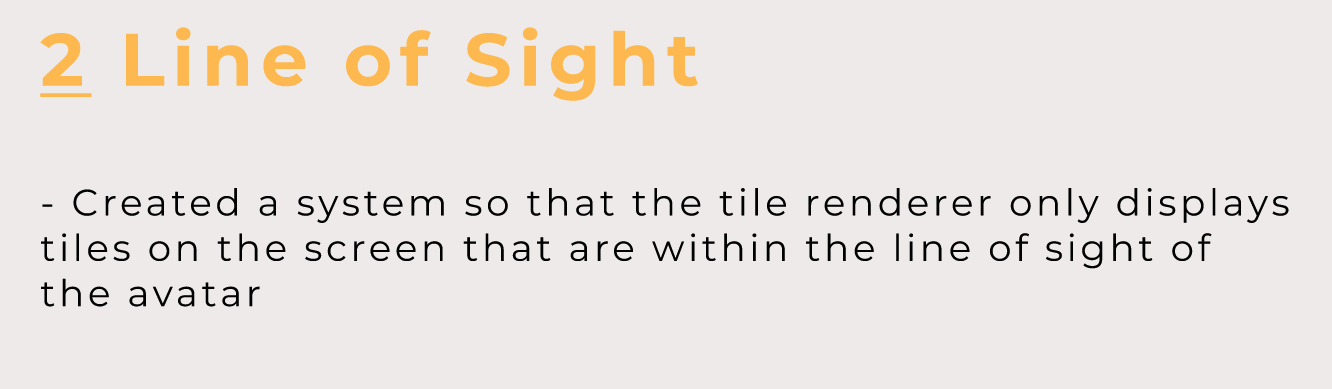 2 Line of Sight
- Created a system so that the tile renderer only displays
tiles on the screen that are within the line of sight of
the avatar